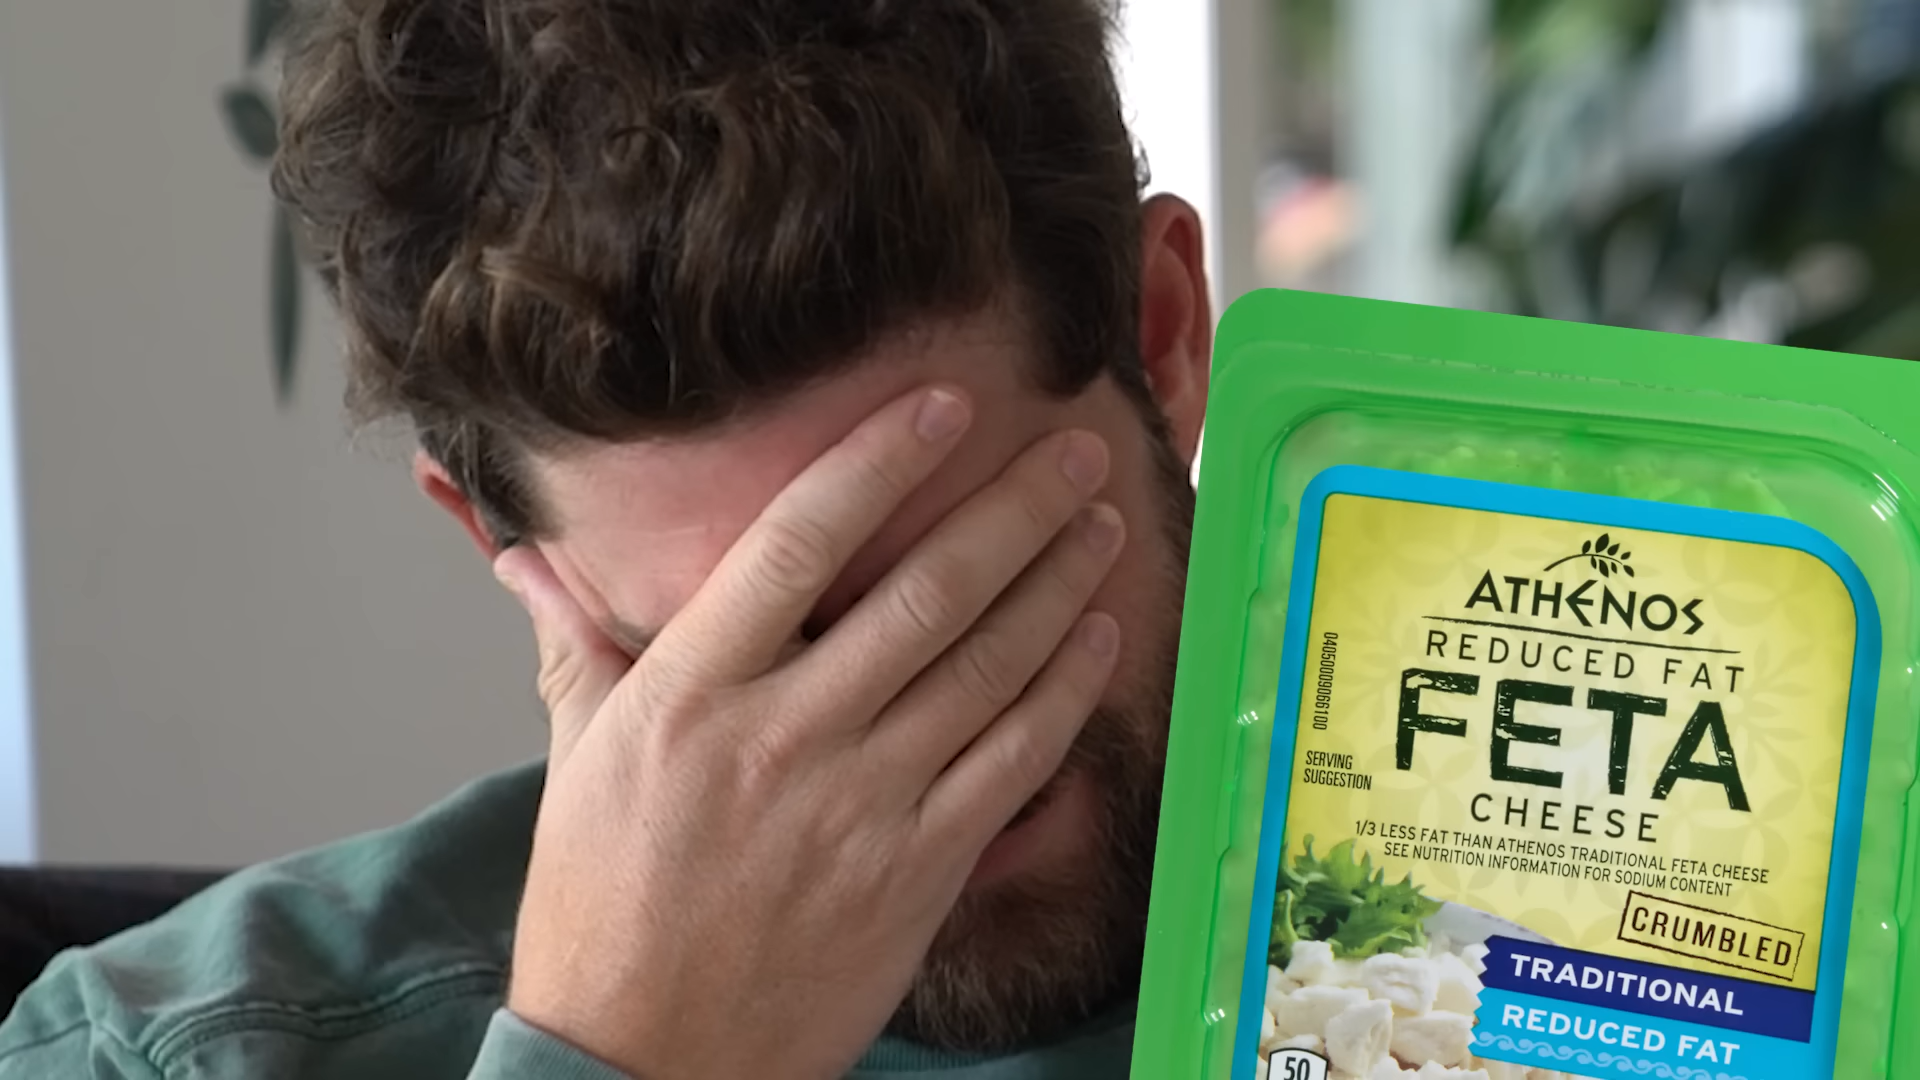 ATHENOS
REDUCED FAT
FETA
CHEESE
1/3 LESS FAT THAN ATHENOS TRADITIONAL FETA CHEESE
SEE NUTRITION INFORMATION FOR SODIUM CONTENT
CRUMBLED
TRADITIONAL
REDUCED FAT
50
SERVING
SUGGESTION